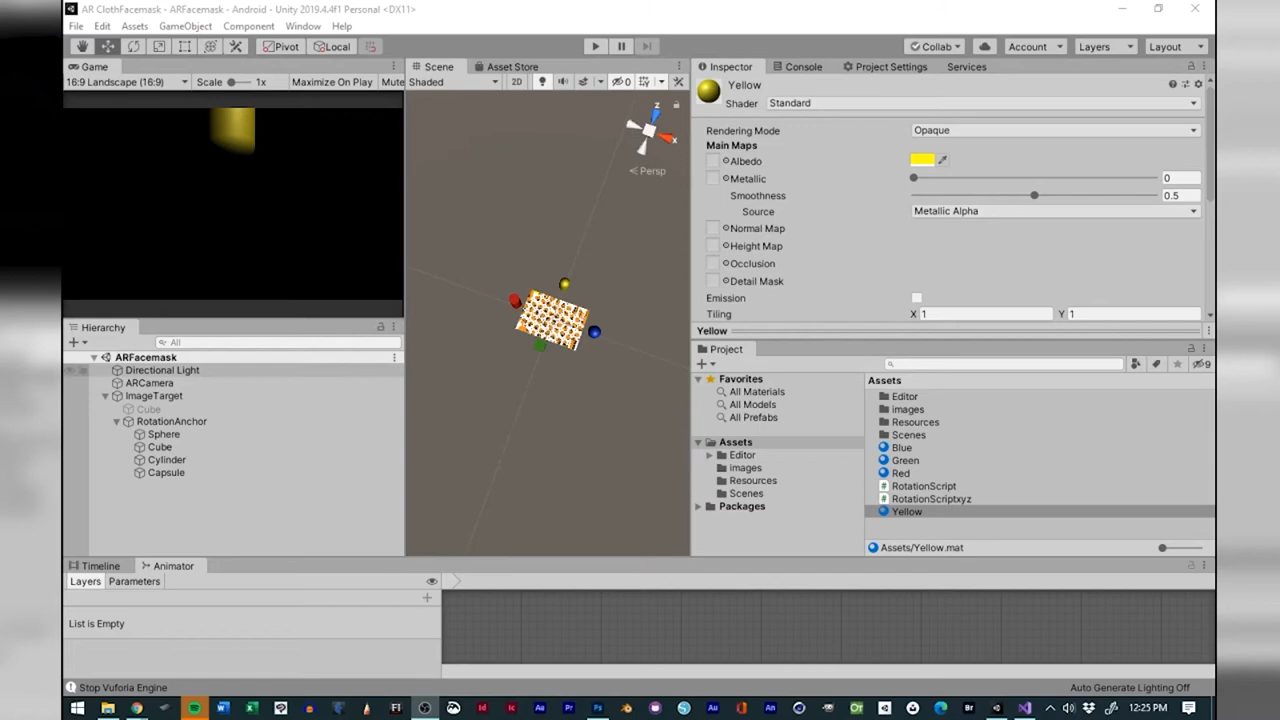 AR ClothFacemask - ARFacemask - Android - Unity 2019.4.4f1 Personal <DX11>
File Edit Assets GameObject Component Window Help
Pivot Local Collab Account Layers Layout
Game
16:9 Landscape (16:9) Scale 1x Maximize On Play Mute
Scene Asset Store
Shaded 2D 0
z
x
< Persp
Inspector Console Project Settings Services
Yellow
Shader Standard
Rendering Mode Opaque
Main Maps
Albedo
Metallic 0
Smoothness 0.5
Source Metallic Alpha
Normal Map
Height Map
Occlusion
Detail Mask
Emission
Tiling X 1 Y 1
Yellow
Hierarchy
All
ARFacemask
Directional Light
ARCamera
ImageTarget
Cube
RotationAnchor
Sphere
Cube
Cylinder
Capsule
Project
9
Favorites
All Materials
All Models
All Prefabs
Assets
Editor
images
Resources
Scenes
Packages
Assets
Editor
images
Resources
Scenes
Blue
Green
Red
RotationScript
RotationScriptxyz
Yellow
Assets/Yellow.mat
Timeline Animator
Layers Parameters
List is Empty
Stop Vuforia Engine
Auto Generate Lighting Off
12:25 PM